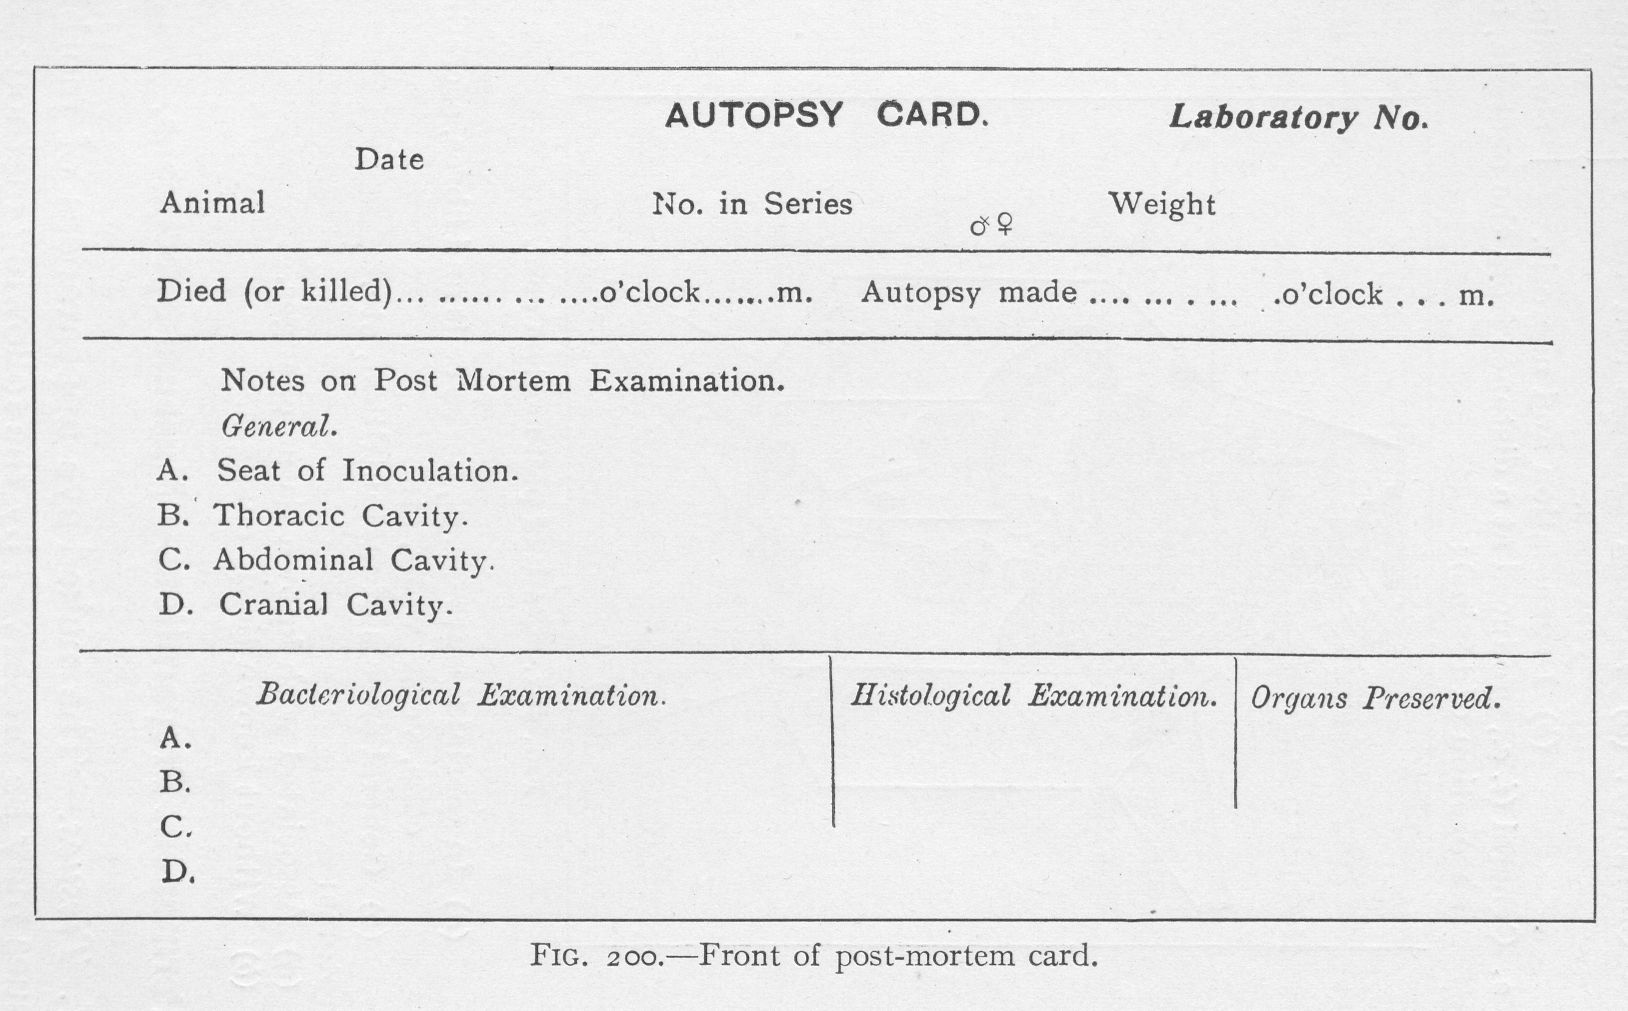 AUTOPSY CARD. Laboratory No.
Date
Animal No. in Series ♂♀ Weight
Died (or killed)... ....... ... ....o'clock.......m. Autopsy made .... ... . ... .o'clock . . . m.
Notes on Post Mortem Examination.
General.
A. Seat of Inoculation.
B. Thoracic Cavity.
C. Abdominal Cavity.
D. Cranial Cavity.
Bacteriological Examination. Histological Examination. Organs Preserved.
A.
B.
C.
D.
FIG. 200.—Front of post-mortem card.